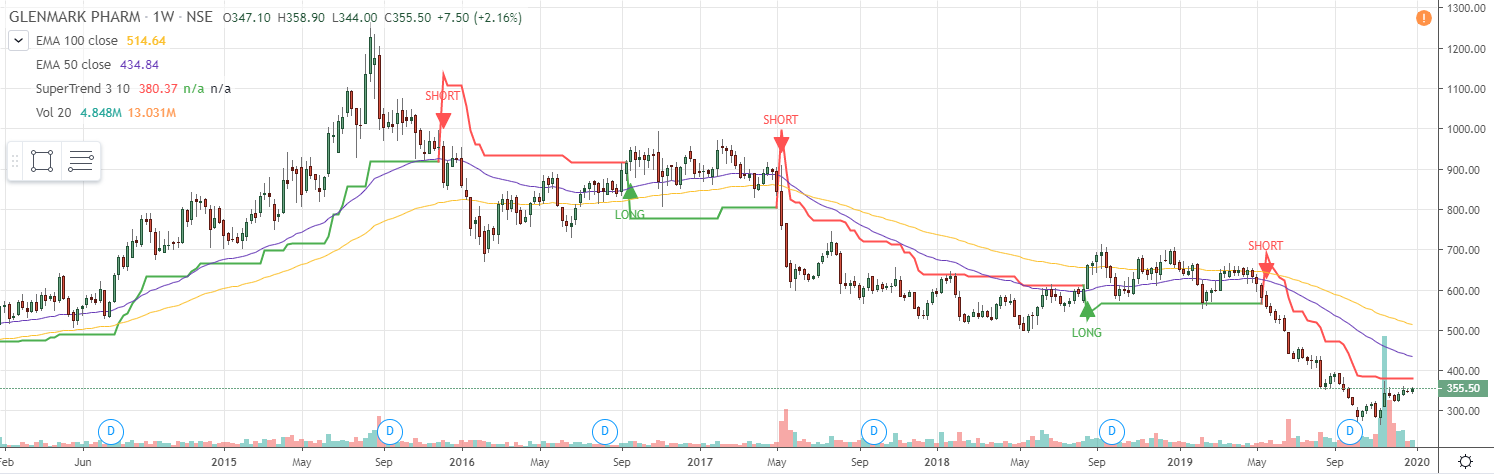 GLENMARK PHARM · 1W · NSE O347.10 H358.90 L344.00 C355.50 +7.50 (+2.16%)
EMA 100 close 514.64
EMA 50 close 434.84
SuperTrend 3 10 380.37 n/a n/a
Vol 20 4.848M 13.031M
SHORT
LONG
SHORT
LONG
SHORT
1300.00
1200.00
1100.00
1000.00
900.00
800.00
700.00
600.00
500.00
400.00
355.50
300.00
D D D D D D
Feb Jun 2015 May Sep 2016 May Sep 2017 May Sep 2018 May Sep 2019 May Sep 2020